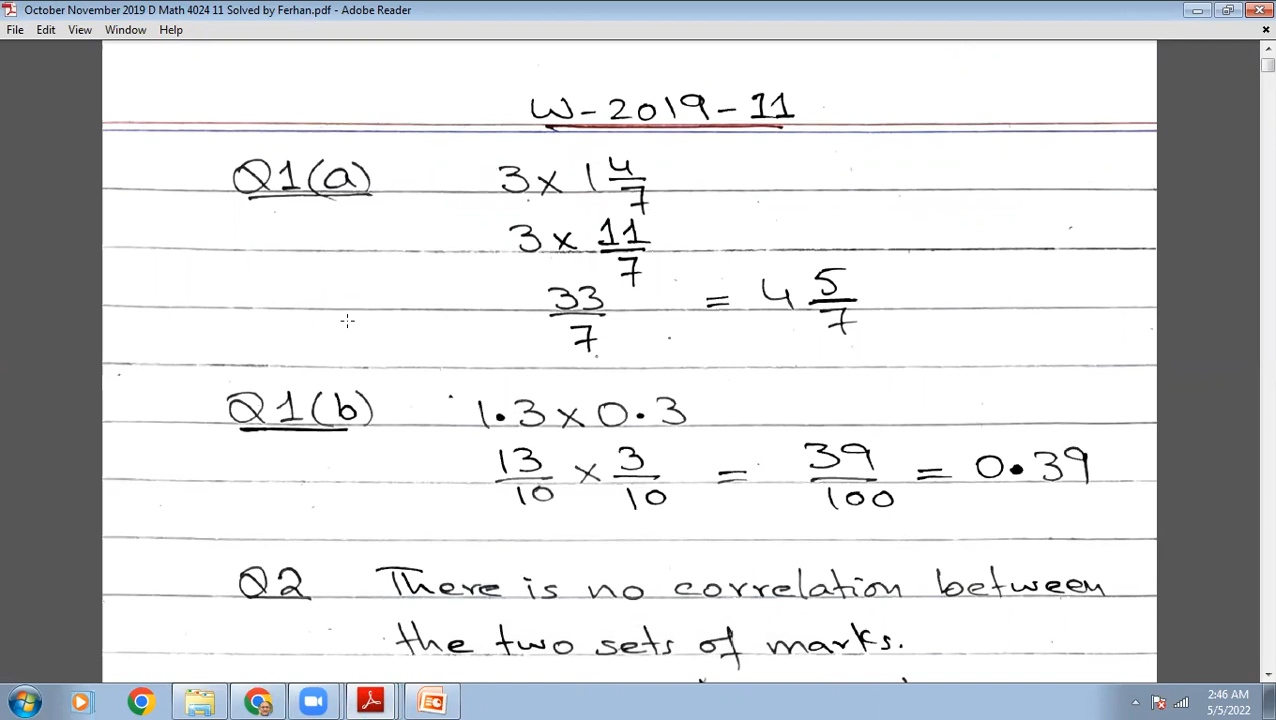 October November 2019 D Math 4024 11 Solved by Ferhan.pdf - Adobe Reader
File Edit View Window Help
W-2019-11
Q1(a) 3 × 1 4/7
3 × 11/7
33/7 = 4 5/7
Q1(b) 1.3 × 0.3
13/10 × 3/10 = 39/100 = 0.39
Q2 There is no correlation between
the two sets of marks.
2:46 AM
5/5/2022